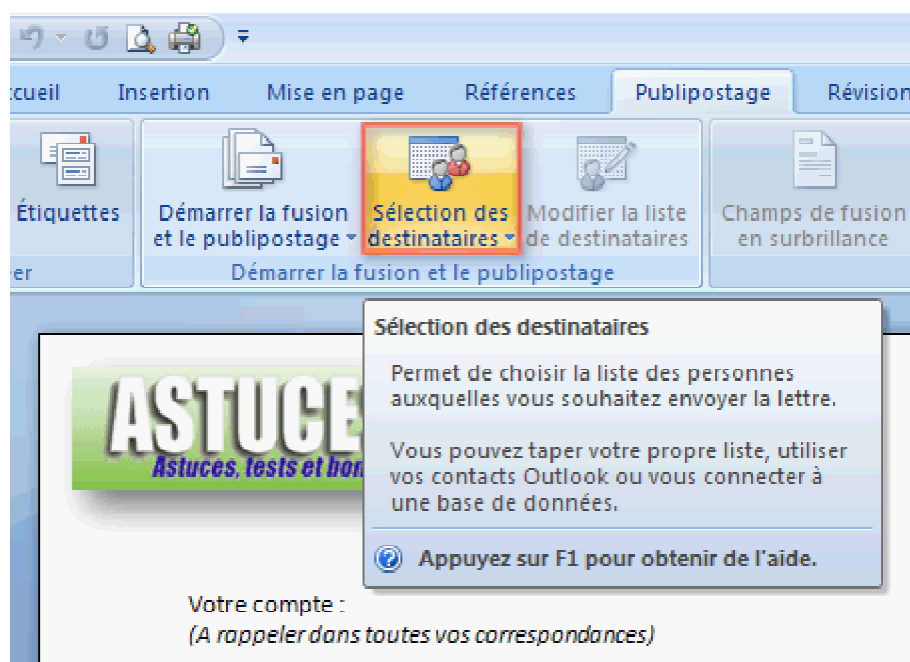 ccueil Insertion Mise en page Références Publipostage Révision
Étiquettes
Démarrer la fusion
et le publipostage
Sélection des
destinataires
Modifier la liste
de destinataires
Champs de fusion
en surbrillance
er
Démarrer la fusion et le publipostage
Sélection des destinataires
Permet de choisir la liste des personnes
auxquelles vous souhaitez envoyer la lettre.
Vous pouvez taper votre propre liste, utiliser
vos contacts Outlook ou vous connecter à
une base de données.
Appuyez sur F1 pour obtenir de l'aide.
ASTUCE
Astuces, tests et bon
Votre compte :
(A rappeler dans toutes vos correspondances)